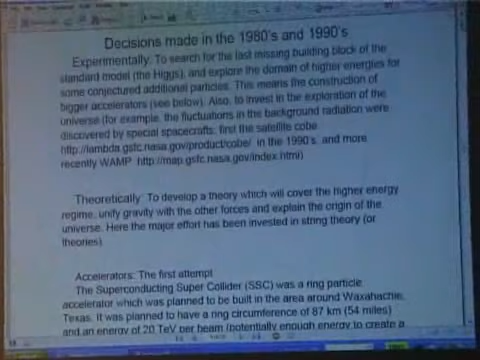 Decisions made in the 1980's and 1990's
Experimentally: To search for the last missing building block of the
standard model (the Higgs), and explore the domain of higher energies for
some conjectured additional particles. This means the construction of
bigger accelerators (see below). Also, to invest in the exploration of the
universe (for example, the fluctuations in the background radiation were
discovered by special spacecrafts: first the satellite cobe
http://lambda.gsfc.nasa.gov/product/cobe/ in the 1990's, and more
recently WAMP http://map.gsfc.nasa.gov/index.html)
Theoretically: To develop a theory which will cover the higher energy
regime, unify gravity with the other forces and explain the origin of the
universe. Here the major effort has been invested in string theory (or
theories)
Accelerators: The first attempt
The Superconducting Super Collider (SSC) was a ring particle
accelerator which was planned to be built in the area around Waxahachie,
Texas. It was planned to have a ring circumference of 87 km (54 miles)
and an energy of 20 TeV per beam (potentially enough energy to create a